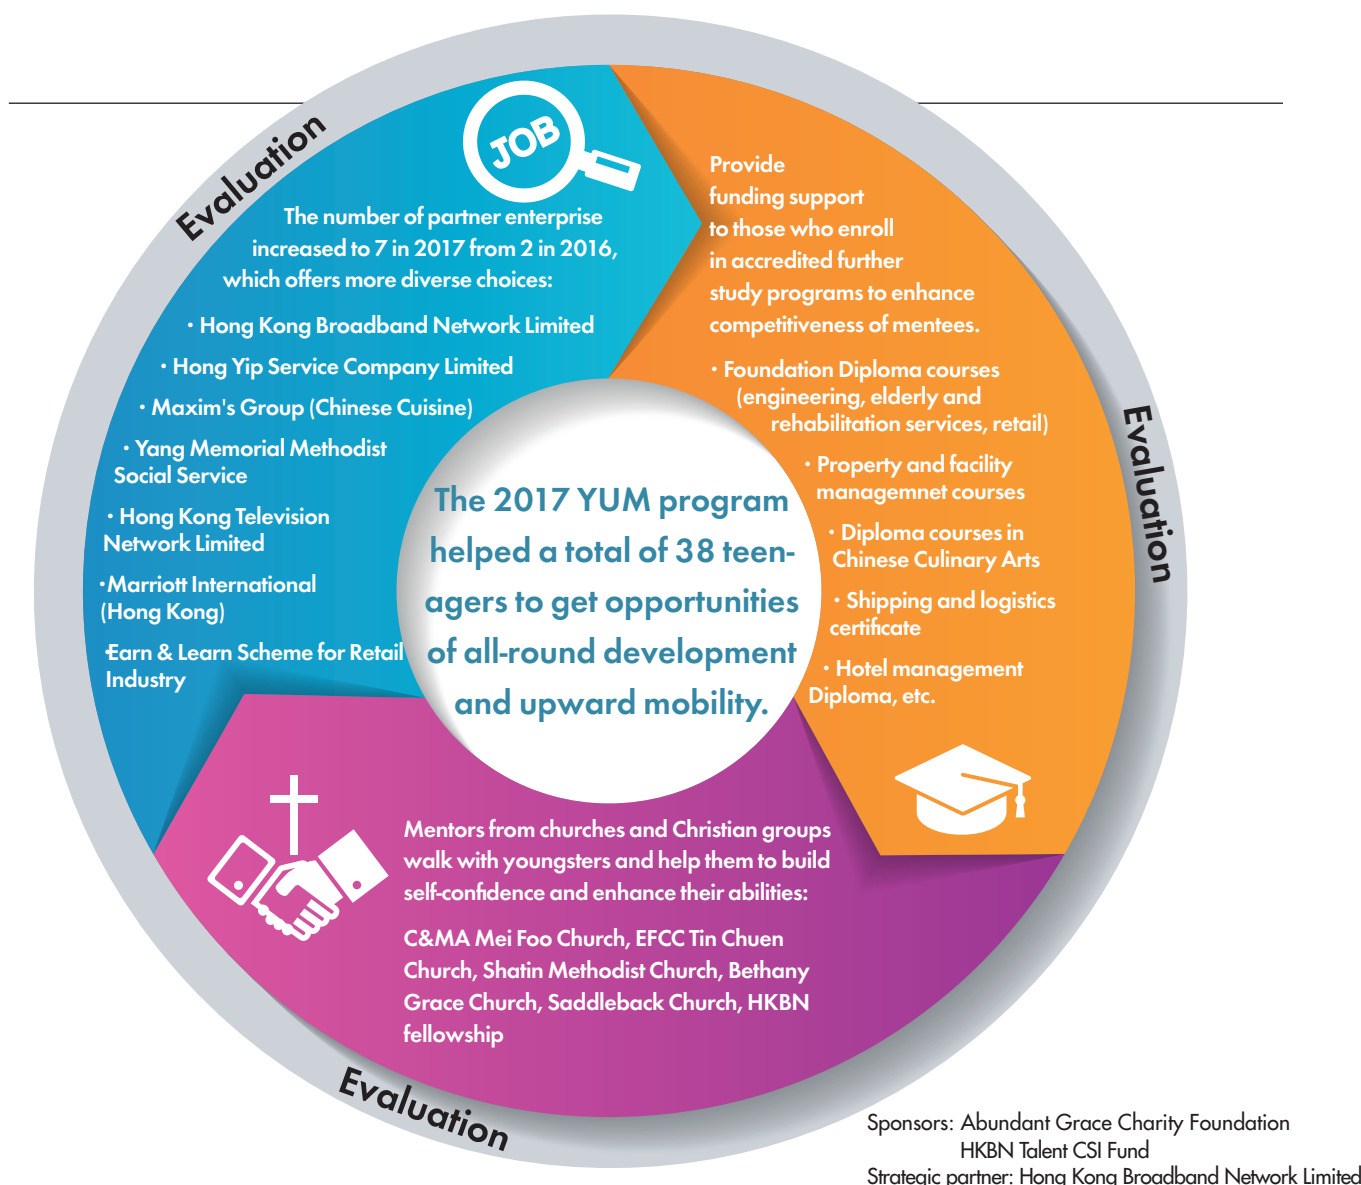 Evaluation
JOB
The number of partner enterprise
increased to 7 in 2017 from 2 in 2016,
which offers more diverse choices:
· Hong Kong Broadband Network Limited
· Hong Yip Service Company Limited
· Maxim's Group (Chinese Cuisine)
· Yang Memorial Methodist
Social Service
· Hong Kong Television
Network Limited
·Marriott International
(Hong Kong)
·Earn & Learn Scheme for Retail
Industry
Provide
funding support
to those who enroll
in accredited further
study programs to enhance
competitiveness of mentees.
· Foundation Diploma courses
(engineering, elderly and
rehabilitation services, retail)
· Property and facility
managemnet courses
· Diploma courses in
Chinese Culinary Arts
· Shipping and logistics
certificate
· Hotel management
Diploma, etc.
Evaluation
The 2017 YUM program
helped a total of 38 teen-
agers to get opportunities
of all-round development
and upward mobility.
Mentors from churches and Christian groups
walk with youngsters and help them to build
self-confidence and enhance their abilities:
C&MA Mei Foo Church, EFCC Tin Chuen
Church, Shatin Methodist Church, Bethany
Grace Church, Saddleback Church, HKBN
fellowship
Evaluation
Sponsors: Abundant Grace Charity Foundation
HKBN Talent CSI Fund
Strategic partner: Hong Kong Broadband Network Limited